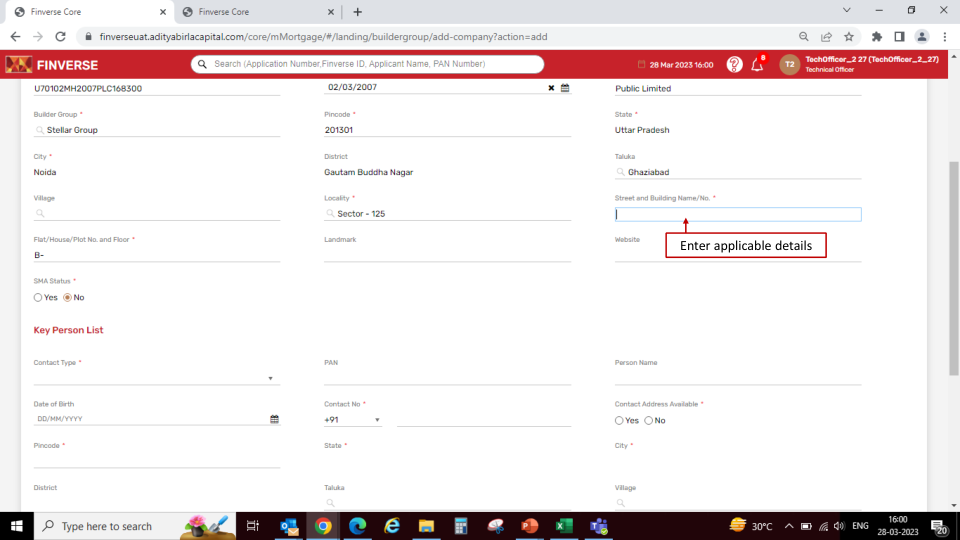 Finverse Core
Finverse Core
finverseuat.adityabirlacapital.com/core/mMortgage/#/landing/buildergroup/add-company?action=add
FINVERSE
Search (Application Number,Finverse ID, Applicant Name, PAN Number)
28 Mar 2023 16:00
8
T2
TechOfficer_2 27 (TechOfficer_2_27)
Technical Officer
U70102MH2007PLC168300
02/03/2007
Public Limited
Builder Group *
Pincode *
State *
Stellar Group
201301
Uttar Pradesh
City *
District
Taluka
Noida
Gautam Buddha Nagar
Ghaziabad
Village
Locality *
Street and Building Name/No. *
Sector - 125
Flat/House/Plot No. and Floor *
Landmark
Website
Enter applicable details
B-
SMA Status *
Yes No
Key Person List
Contact Type *
PAN
Person Name
Date of Birth
Contact No *
Contact Address Available *
DD/MM/YYYY
+91
Yes No
Pincode *
State *
City *
District
Taluka
Village
Type here to search
30°C
ENG
16:00
28-03-2023
20